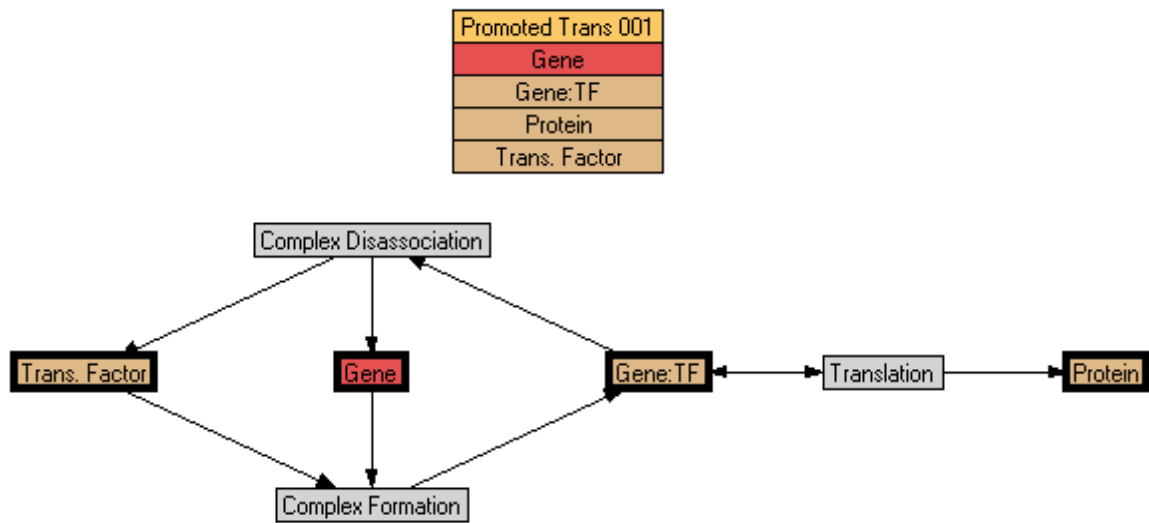 Promoted Trans 001
Gene
Gene:TF
Protein
Trans. Factor
Complex Disassociation
Trans. Factor
Gene
Gene:TF
Translation
Protein
Complex Formation